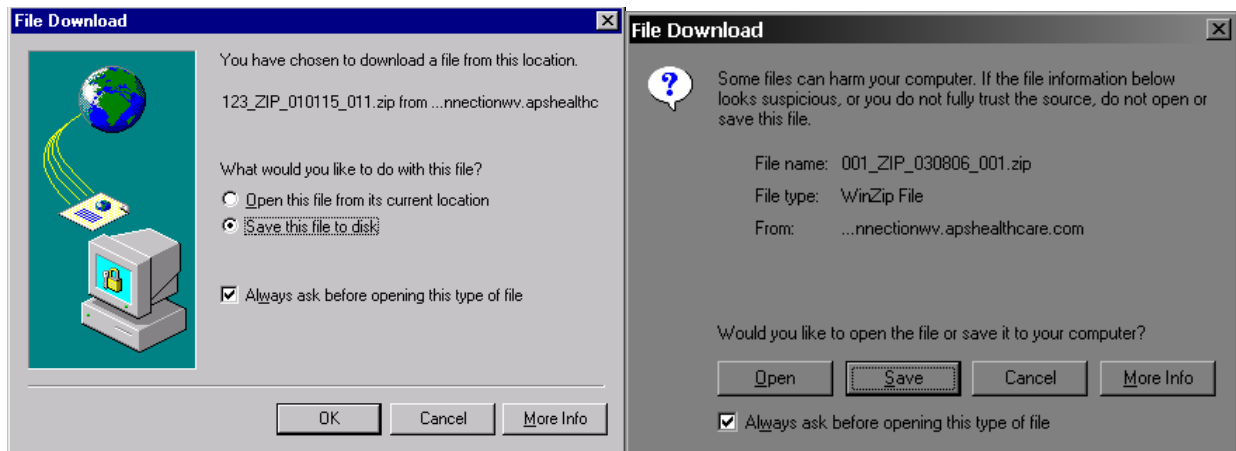 File Download
You have chosen to download a file from this location.
123_ZIP_010115_011.zip from ...nnectionwv.apshealthc
What would you like to do with this file?
Open this file from its current location
Save this file to disk
Always ask before opening this type of file
OK Cancel More Info
File Download
Some files can harm your computer. If the file information below
looks suspicious, or you do not fully trust the source, do not open or
save this file.
File name: 001_ZIP_030806_001.zip
File type: WinZip File
From: ...nnectionwv.apshealthcare.com
Would you like to open the file or save it to your computer?
Open Save Cancel More Info
Always ask before opening this type of file